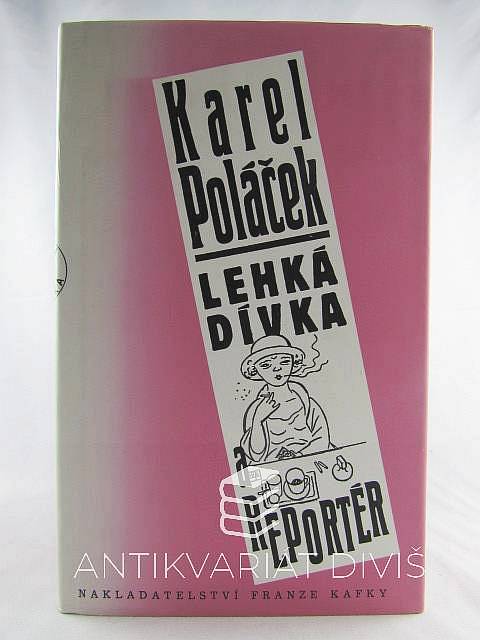 Karel
Poláček
LEHKÁ
DÍVKA
a
REPORTÉR
ANTIKVARIÁT DIVIŠ
NAKLADATELSTVÍ FRANZE KAFKY